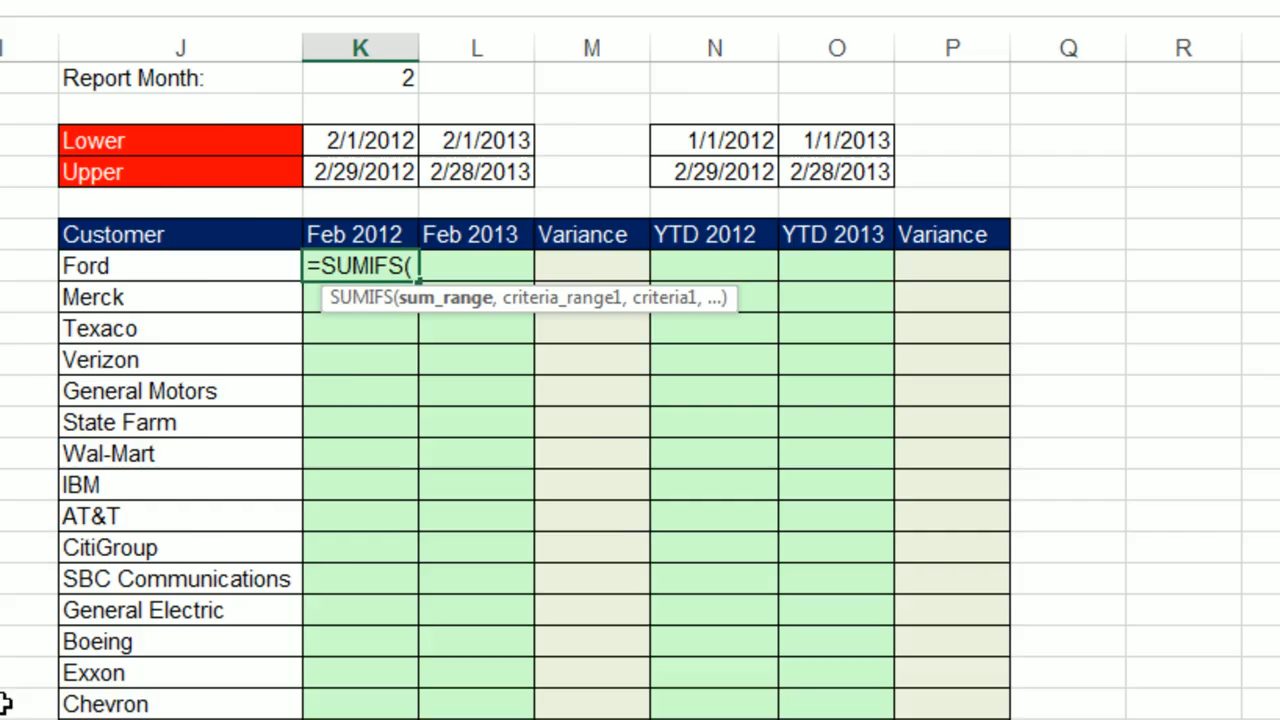 J K L M N O P Q R
Report Month: 2
Lower 2/1/2012 2/1/2013 1/1/2012 1/1/2013
Upper 2/29/2012 2/28/2013 2/29/2012 2/28/2013
Customer Feb 2012 Feb 2013 Variance YTD 2012 YTD 2013 Variance
Ford =SUMIFS(
SUMIFS(sum_range, criteria_range1, criteria1, ...)
Merck
Texaco
Verizon
General Motors
State Farm
Wal-Mart
IBM
AT&T
CitiGroup
SBC Communications
General Electric
Boeing
Exxon
Chevron